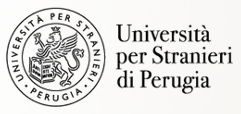 UNIVERSITÀ PER STRANIERI
PERUGIA
Università
per Stranieri
di Perugia